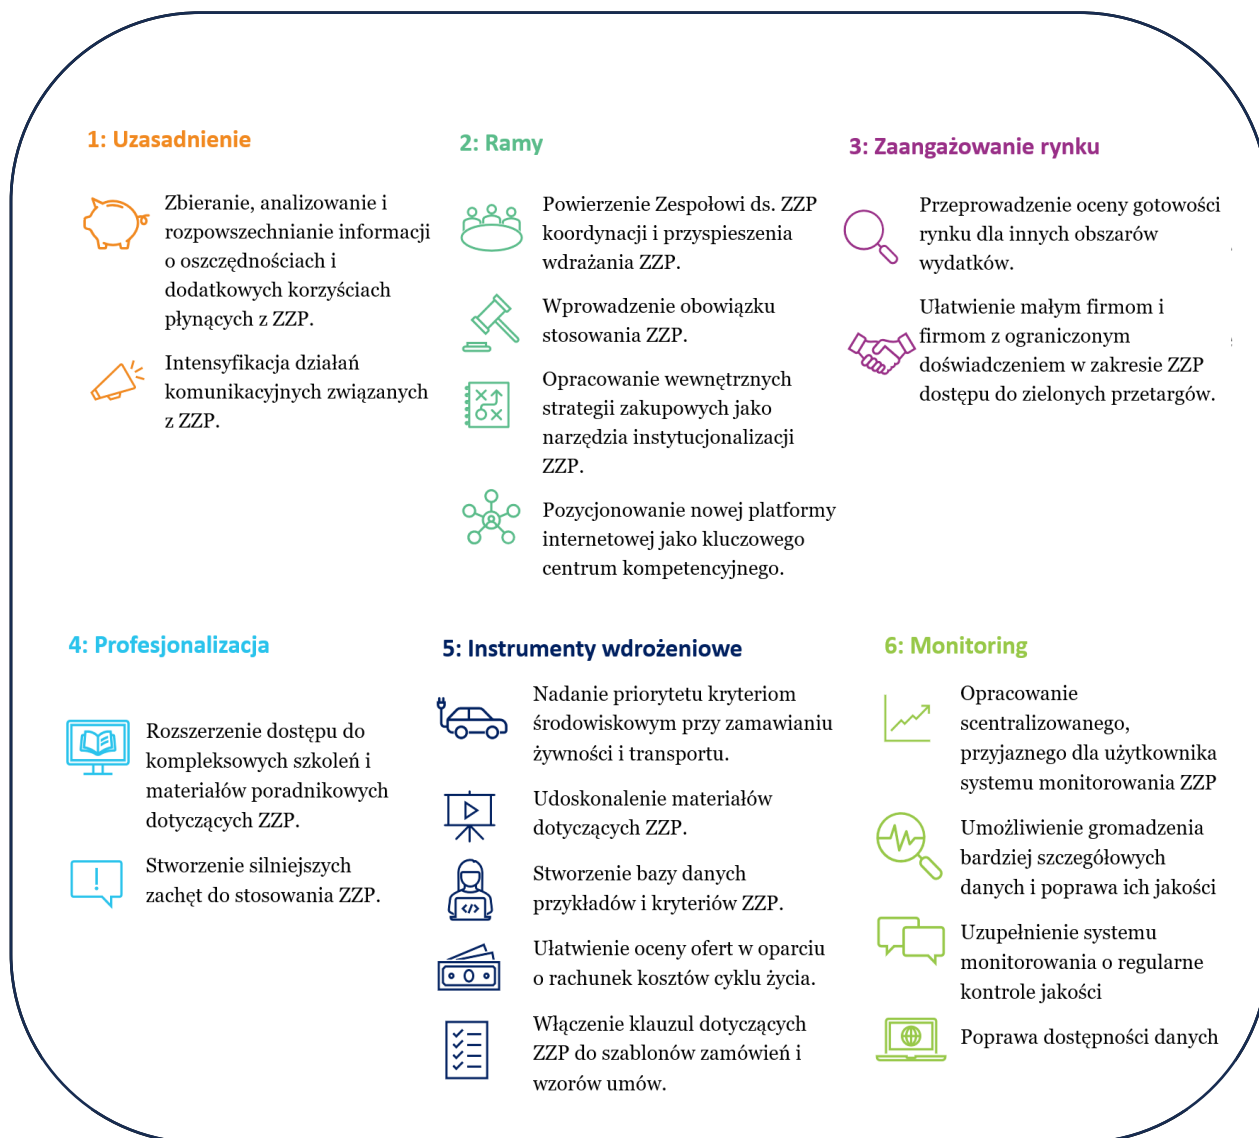 1: Uzasadnienie
Zbieranie, analizowanie i
rozpowszechnianie informacji
o oszczędnościach i
dodatkowych korzyściach
płynących z ZZP.
Intensyfikacja działań
komunikacyjnych związanych
z ZZP.
2: Ramy
Powierzenie Zespołowi ds. ZZP
koordynacji i przyspieszenia
wdrażania ZZP.
Wprowadzenie obowiązku
stosowania ZZP.
Opracowanie wewnętrznych
strategii zakupowych jako
narzędzia instytucjonalizacji
ZZP.
Pozycjonowanie nowej platformy
internetowej jako kluczowego
centrum kompetencyjnego.
3: Zaangażowanie rynku
Przeprowadzenie oceny gotowości
rynku dla innych obszarów
wydatków.
Ułatwienie małym firmom i
firmom z ograniczonym
doświadczeniem w zakresie ZZP
dostępu do zielonych przetargów.
4: Profesjonalizacja
Rozszerzenie dostępu do
kompleksowych szkoleń i
materiałów poradnikowych
dotyczących ZZP.
Stworzenie silniejszych
zachęt do stosowania ZZP.
5: Instrumenty wdrożeniowe
Nadanie priorytetu kryteriom
środowiskowym przy zamawianiu
żywności i transportu.
Udoskonalenie materiałów
dotyczących ZZP.
Stworzenie bazy danych
przykładów i kryteriów ZZP.
Ułatwienie oceny ofert w oparciu
o rachunek kosztów cyklu życia.
Włączenie klauzul dotyczących
ZZP do szablonów zamówień i
wzorów umów.
6: Monitoring
Opracowanie
scentralizowanego,
przyjaznego dla użytkownika
systemu monitorowania ZZP
Umożliwienie gromadzenia
bardziej szczegółowych
danych i poprawa ich jakości
Uzupełnienie systemu
monitorowania o regularne
kontrole jakości
Poprawa dostępności danych